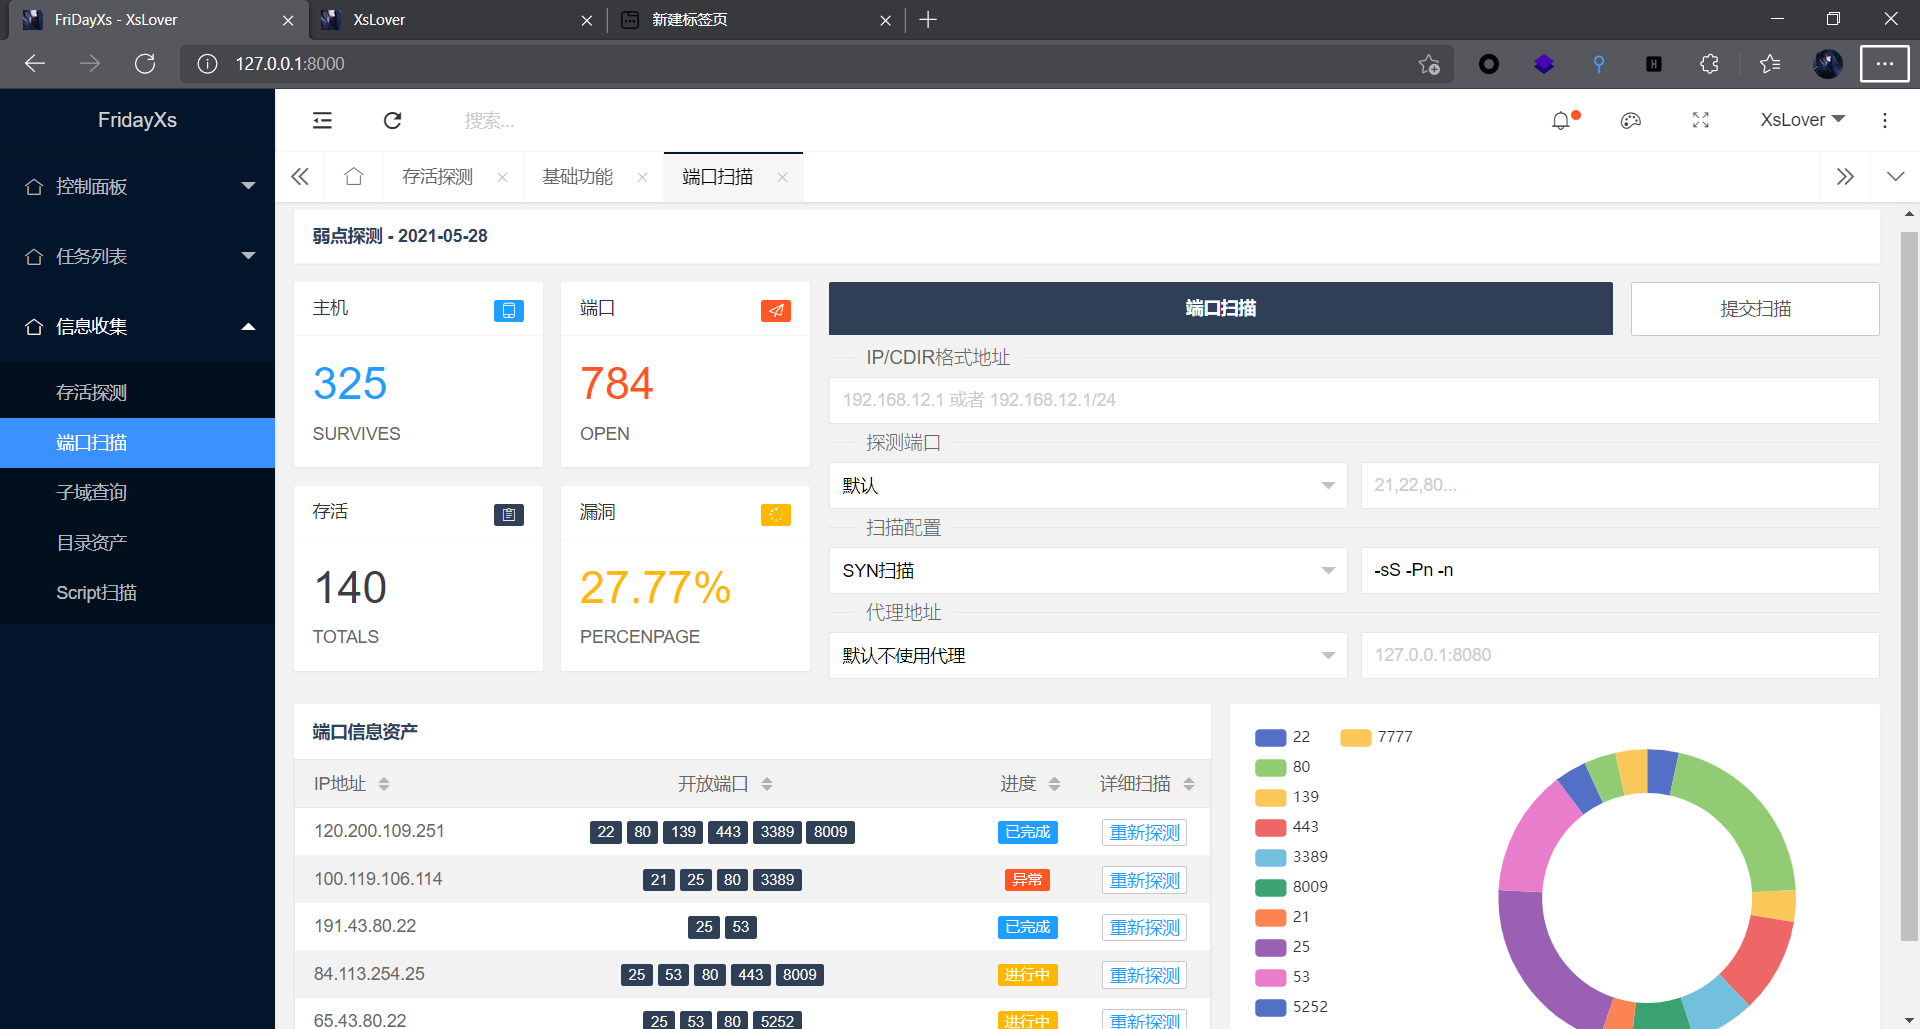 FriDayXs - XsLover
XsLover
新建标签页
127.0.0.1:8000
H
FridayXs
搜索...
XsLover
控制面板
任务列表
信息收集
存活探测
端口扫描
子域查询
目录资产
Script扫描
存活探测
基础功能
端口扫描
弱点探测 - 2021-05-28
主机
325
SURVIVES
端口
784
OPEN
存活
140
TOTALS
漏洞
27.77%
PERCENPAGE
端口扫描
提交扫描
IP/CDIR格式地址
192.168.12.1 或者 192.168.12.1/24
探测端口
默认
21,22,80...
扫描配置
SYN扫描
-sS -Pn -n
代理地址
默认不使用代理
127.0.0.1:8080
端口信息资产
IP地址 开放端口 进度 详细扫描
120.200.109.251 22 80 139 443 3389 8009 已完成 重新探测
100.119.106.114 21 25 80 3389 异常 重新探测
191.43.80.22 25 53 已完成 重新探测
84.113.254.25 25 53 80 443 8009 进行中 重新探测
65.43.80.22 25 53 80 5252 进行中 重新探测
22 7777
80
139
443
3389
8009
21
25
53
5252